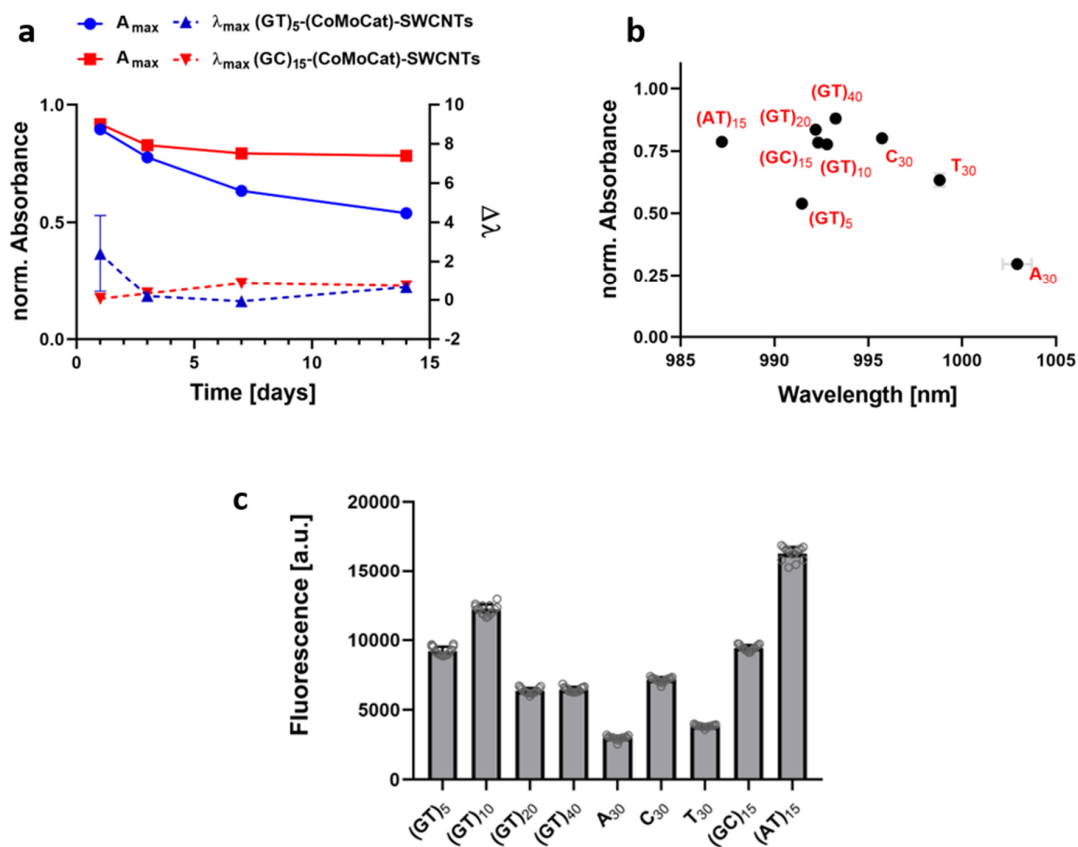 a
A max λmax (GT)5-(CoMoCat)-SWCNTs
A max λmax (GC)15-(CoMoCat)-SWCNTs
norm. Absorbance
1.0
0.5
0.0
10
8
6
4
2
0
-2
Δλ
0 5 10 15
Time [days]
b
norm. Absorbance
1.00
0.75
0.50
0.25
0.00
(GT)40
(AT)15 (GT)20
(GC)15 (GT)10 C30
T30
(GT)5
A30
985 990 995 1000 1005
Wavelength [nm]
c
Fluorescence [a.u.]
20000
15000
10000
5000
0
(GT)5 (GT)10 (GT)20 (GT)40 A30 C30 T30 (GC)15 (AT)15